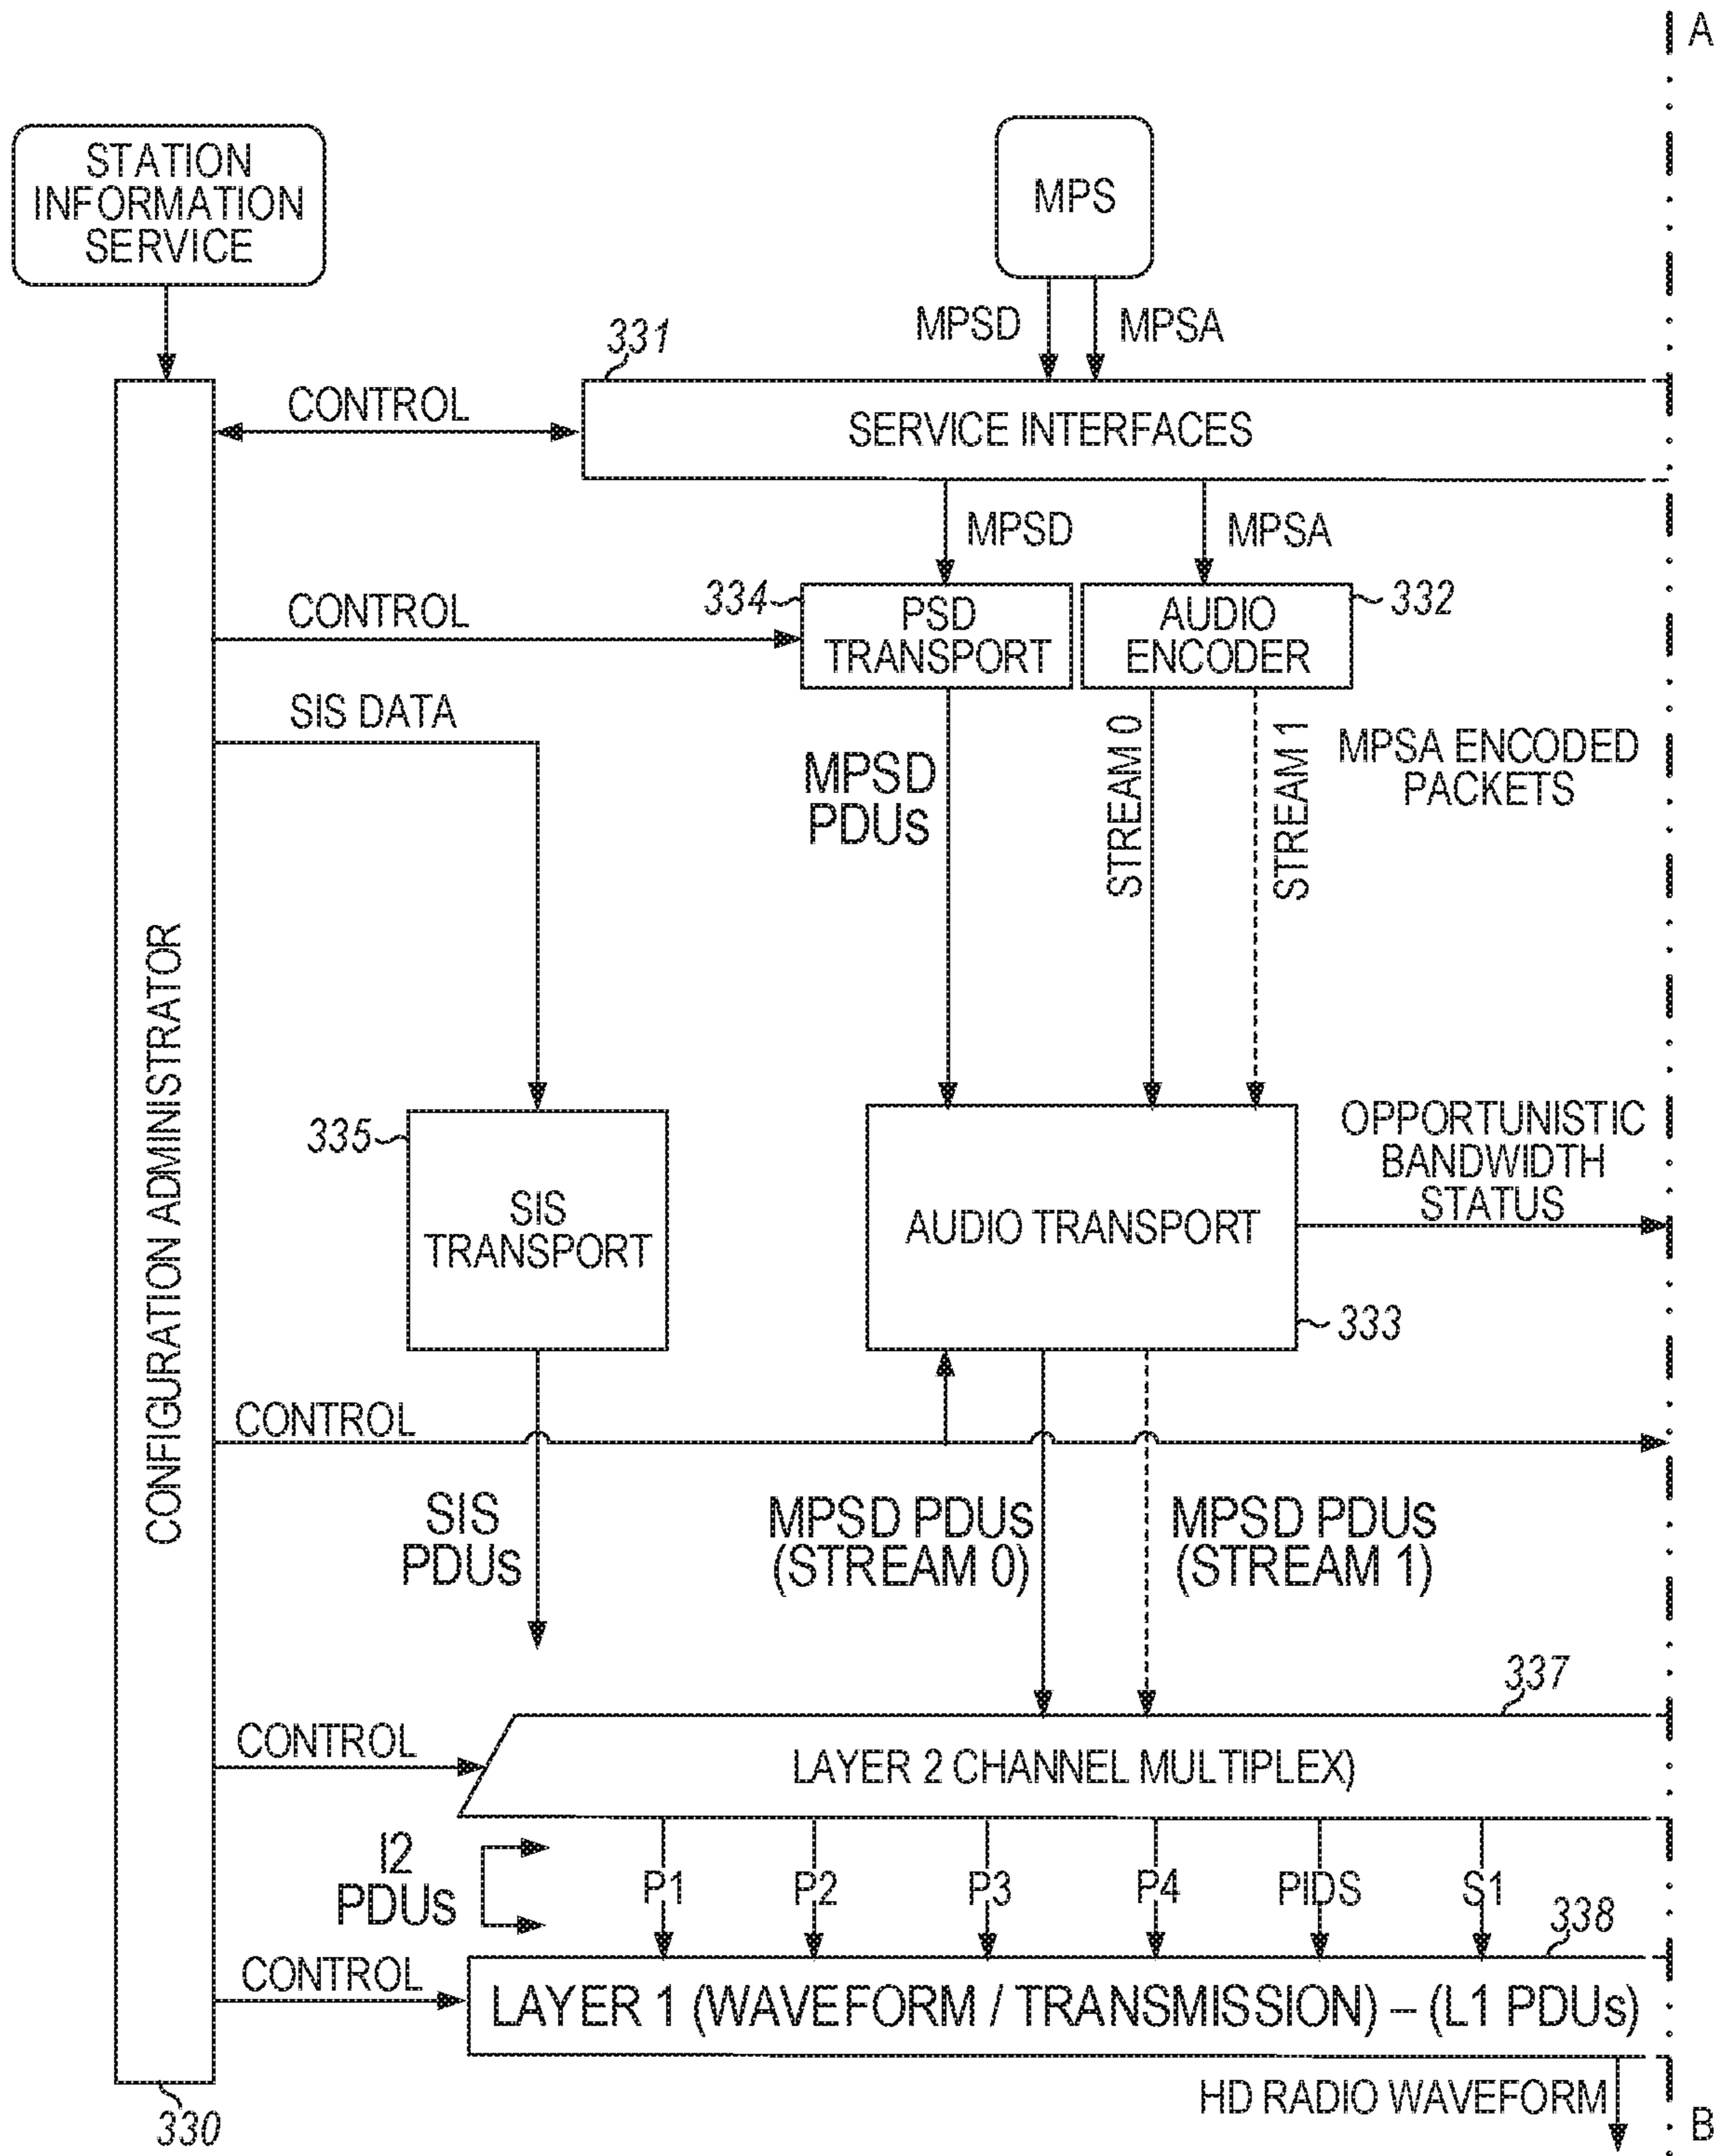 A
STATION
INFORMATION
SERVICE
MPS
MPSD
MPSA
331
CONTROL
SERVICE INTERFACES
MPSD
MPSA
334
PSD
TRANSPORT
AUDIO
ENCODER
332
CONTROL
SIS DATA
MPSD
PDUs
STREAM 0
STREAM 1
MPSA ENCODED
PACKETS
CONFIGURATION ADMINISTRATOR
335
SIS
TRANSPORT
AUDIO TRANSPORT
OPPORTUNISTIC
BANDWIDTH
STATUS
333
CONTROL
SIS
PDUs
MPSD PDUs
(STREAM 0)
MPSD PDUs
(STREAM 1)
337
CONTROL
LAYER 2 CHANNEL MULTIPLEX)
I2
PDUs
P1
P2
P3
P4
PIDS
S1
338
CONTROL
LAYER 1 (WAVEFORM / TRANSMISSION) – (L1 PDUs)
HD RADIO WAVEFORM
330
B